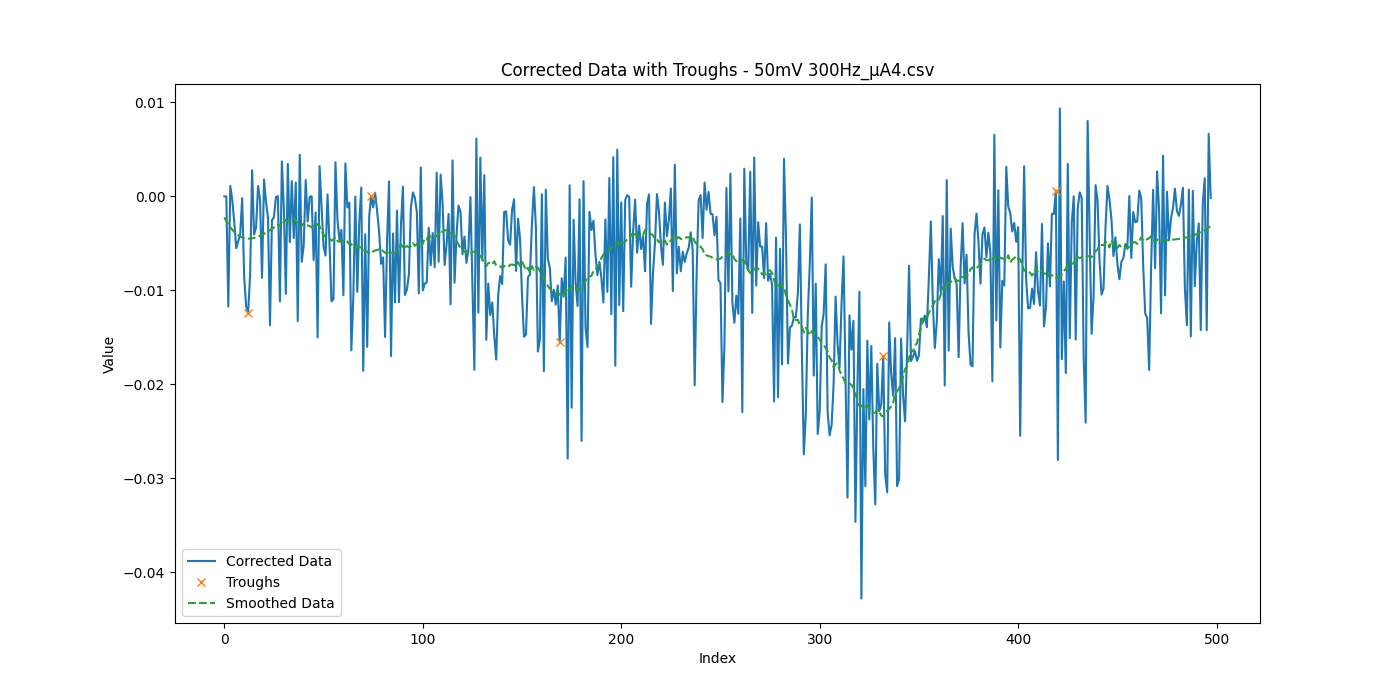 Corrected Data with Troughs - 50mV 300Hz_µA4.csv
0.01
0.00
−0.01
−0.02
−0.03
−0.04
Value
Corrected Data
Troughs
Smoothed Data
0 100 200 300 400 500
Index